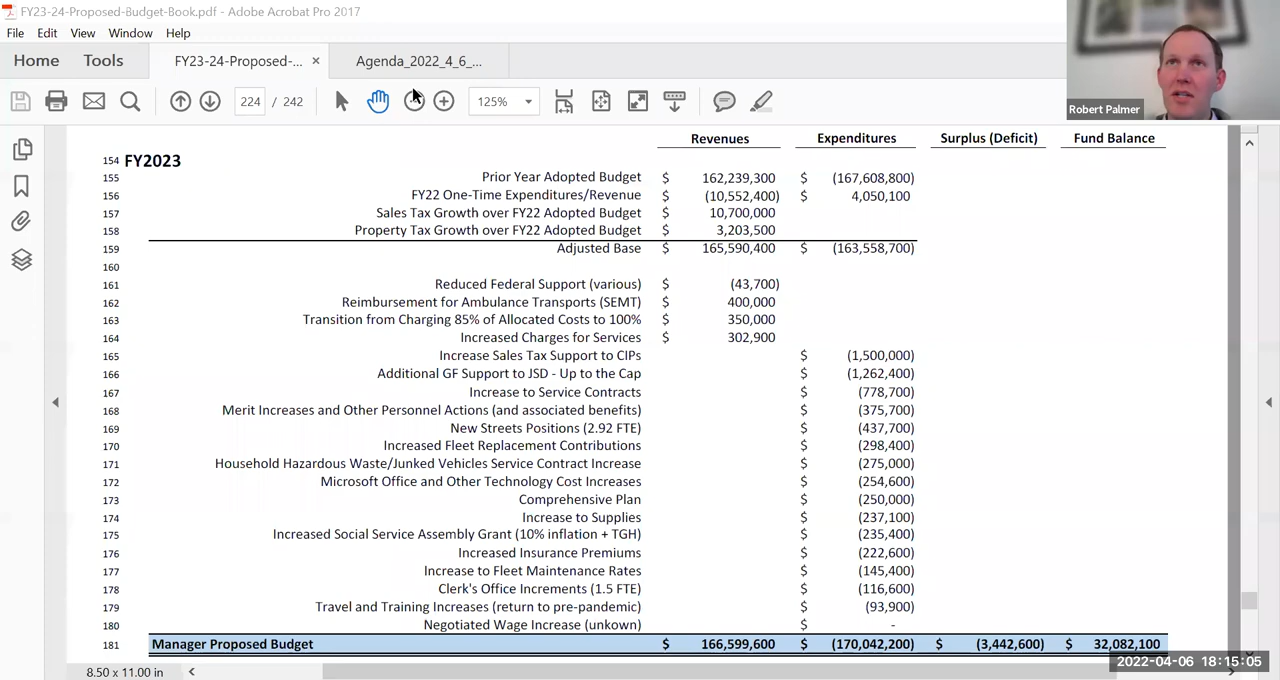 FY23-24-Proposed-Budget-Book.pdf - Adobe Acrobat Pro 2017
File Edit View Window Help
Home Tools FY23-24-Proposed-... × Agenda_2022_4_6_...
224 / 242 125%
Robert Palmer
Revenues Expenditures Surplus (Deficit) Fund Balance
154 FY2023
155 Prior Year Adopted Budget $ 162,239,300 $ (167,608,800)
156 FY22 One-Time Expenditures/Revenue $ (10,552,400) $ 4,050,100
157 Sales Tax Growth over FY22 Adopted Budget $ 10,700,000
158 Property Tax Growth over FY22 Adopted Budget $ 3,203,500
159 Adjusted Base $ 165,590,400 $ (163,558,700)
160
161 Reduced Federal Support (various) $ (43,700)
162 Reimbursement for Ambulance Transports (SEMT) $ 400,000
163 Transition from Charging 85% of Allocated Costs to 100% $ 350,000
164 Increased Charges for Services $ 302,900
165 Increase Sales Tax Support to CIPs $ (1,500,000)
166 Additional GF Support to JSD - Up to the Cap $ (1,262,400)
167 Increase to Service Contracts $ (778,700)
168 Merit Increases and Other Personnel Actions (and associated benefits) $ (375,700)
169 New Streets Positions (2.92 FTE) $ (437,700)
170 Increased Fleet Replacement Contributions $ (298,400)
171 Household Hazardous Waste/Junked Vehicles Service Contract Increase $ (275,000)
172 Microsoft Office and Other Technology Cost Increases $ (254,600)
173 Comprehensive Plan $ (250,000)
174 Increase to Supplies $ (237,100)
175 Increased Social Service Assembly Grant (10% inflation + TGH) $ (235,400)
176 Increased Insurance Premiums $ (222,600)
177 Increase to Fleet Maintenance Rates $ (145,400)
178 Clerk's Office Increments (1.5 FTE) $ (116,600)
179 Travel and Training Increases (return to pre-pandemic) $ (93,900)
180 Negotiated Wage Increase (unkown) $ -
181 Manager Proposed Budget $ 166,599,600 $ (170,042,200) $ (3,442,600) $ 32,082,100
2022-04-06 18:15:05
8.50 x 11.00 in